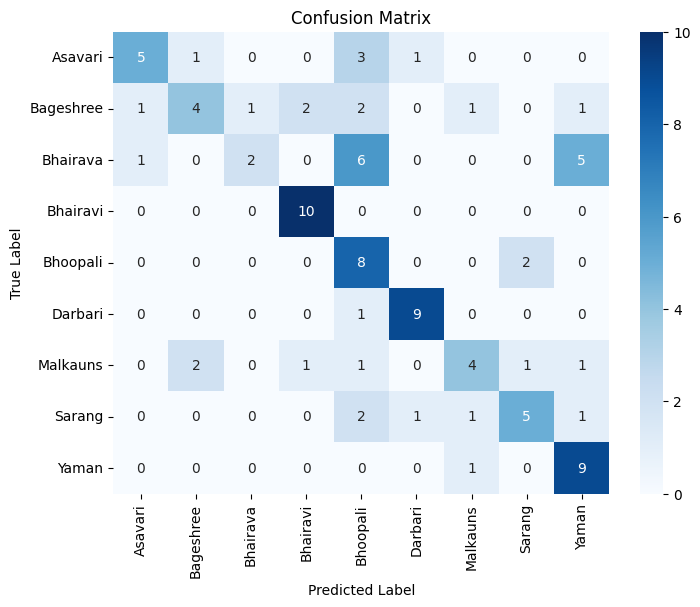 Confusion Matrix
True Label
Asavari 5 1 0 0 3 1 0 0 0
Bageshree 1 4 1 2 2 0 1 0 1
Bhairava 1 0 2 0 6 0 0 0 5
Bhairavi 0 0 0 10 0 0 0 0 0
Bhoopali 0 0 0 0 8 0 0 2 0
Darbari 0 0 0 0 1 9 0 0 0
Malkauns 0 2 0 1 1 0 4 1 1
Sarang 0 0 0 0 2 1 1 5 1
Yaman 0 0 0 0 0 0 1 0 9
Asavari Bageshree Bhairava Bhairavi Bhoopali Darbari Malkauns Sarang Yaman
Predicted Label
10
8
6
4
2
0